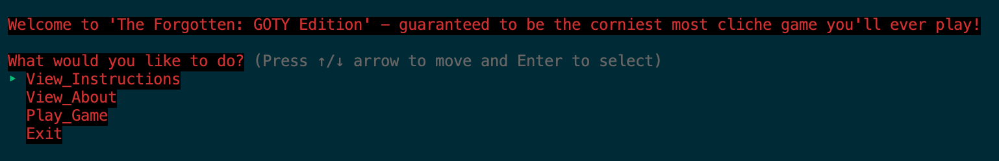 Welcome to 'The Forgotten: GOTY Edition' – guaranteed to be the corniest most cliche game you'll ever play!
What would you like to do? (Press ↑/↓ arrow to move and Enter to select)
‣ View_Instructions
View_About
Play_Game
Exit